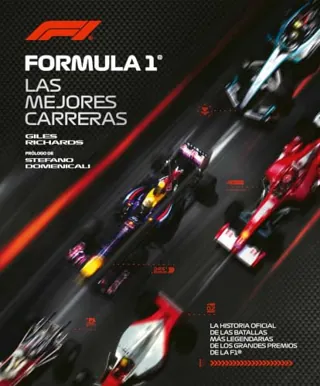 F1
FORMULA 1®
LAS
MEJORES
CARRERAS
GILES
RICHARDS
PRÓLOGO DE
STEFANO
DOMENICALI
LA HISTORIA OFICIAL
DE LAS BATALLAS
MÁS LEGENDARIAS
DE LOS GRANDES PREMIOS
DE LA F1®